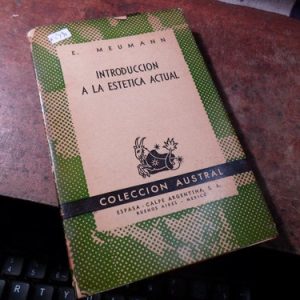 E. MEUMANN
INTRODUCCION
A LA ESTETICA ACTUAL
COLECCION AUSTRAL
ESPASA - CALPE ARGENTINA, S. A.
BUENOS AIRES - MEXICO
R T Y